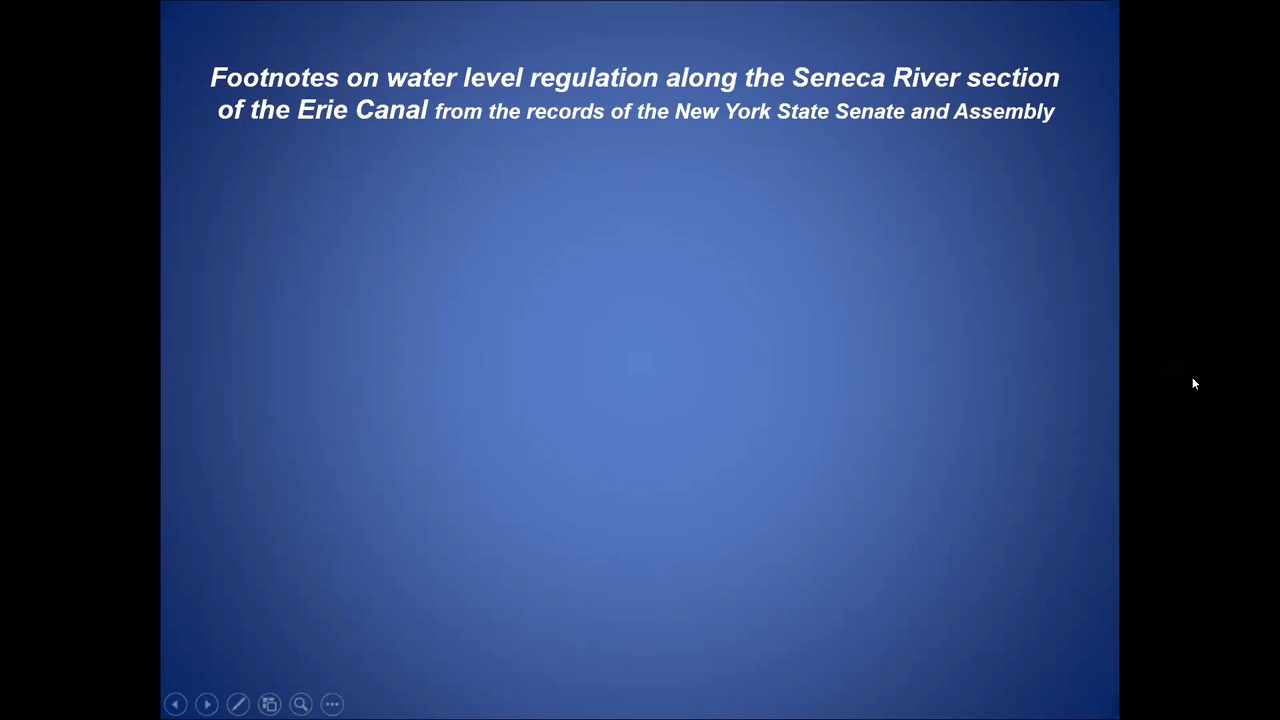 Footnotes on water level regulation along the Seneca River section
of the Erie Canal from the records of the New York State Senate and Assembly